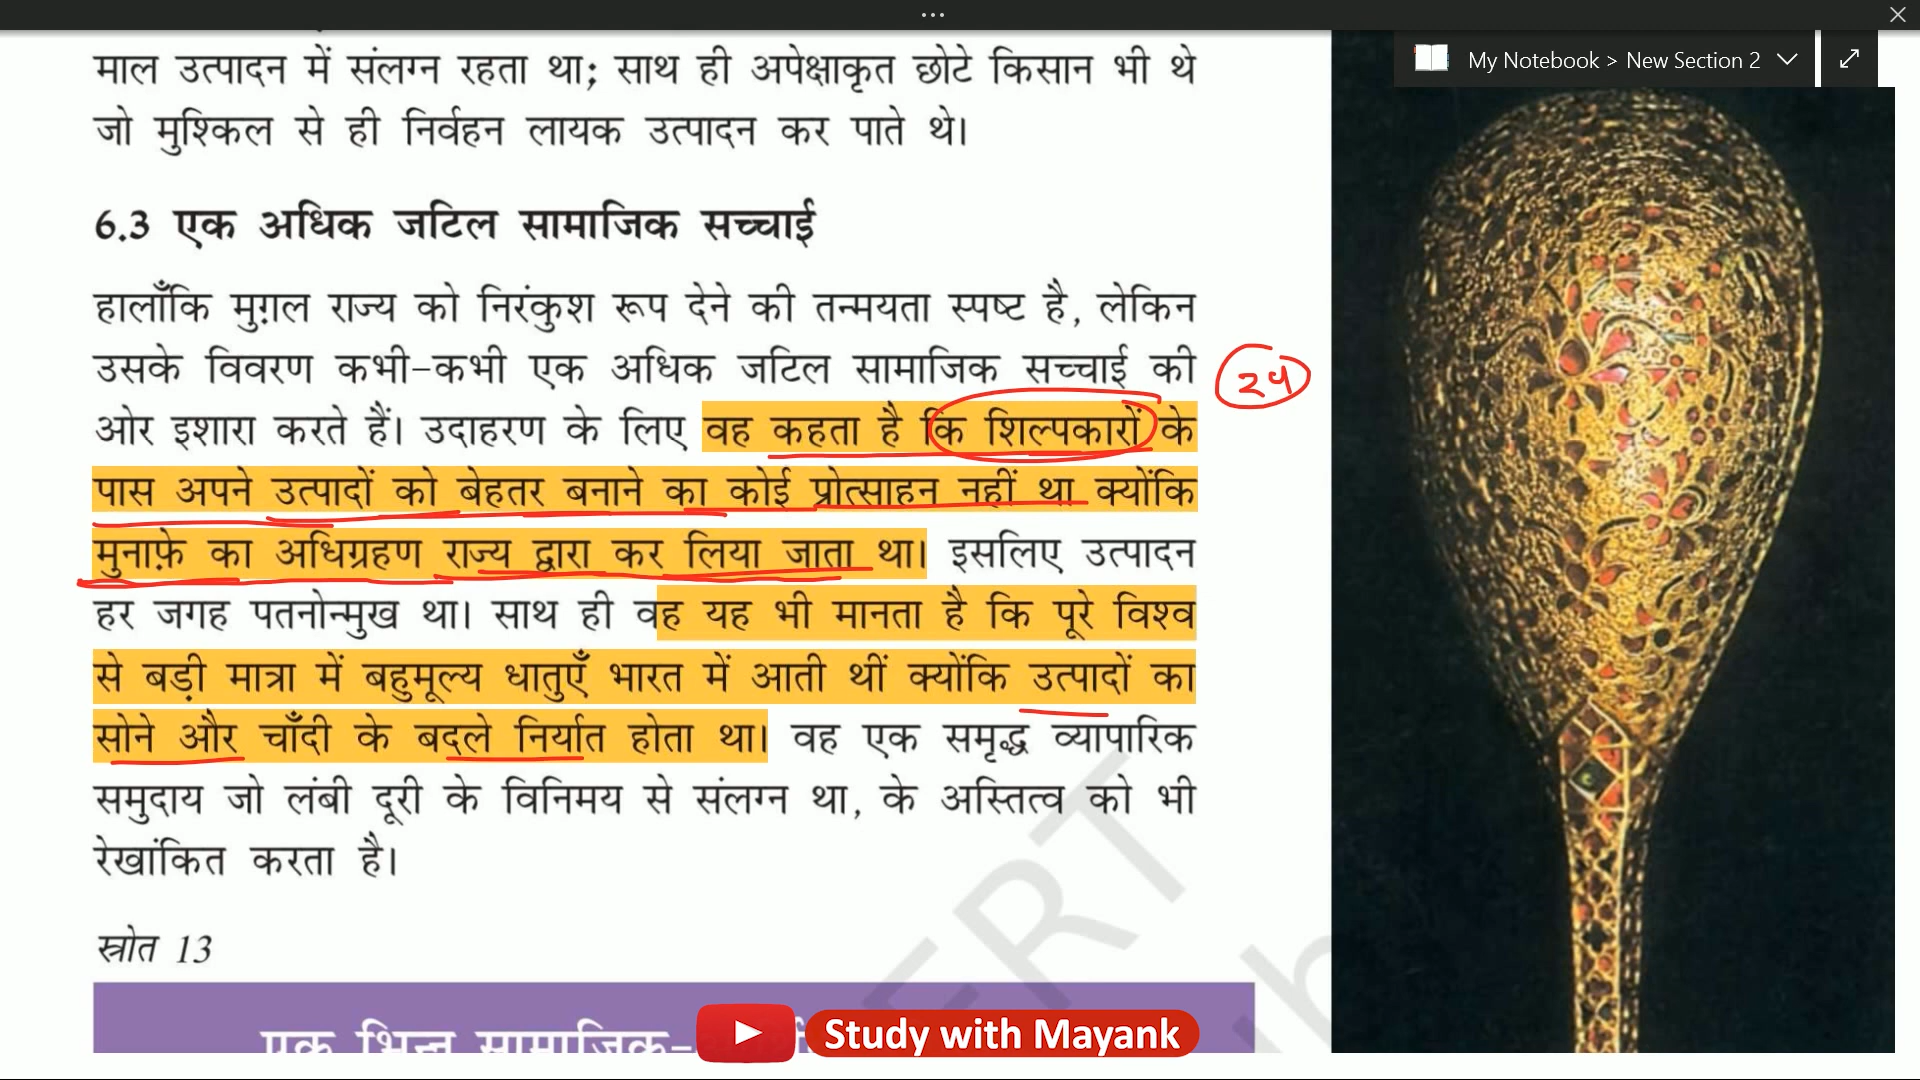 My Notebook > New Section 2
माल उत्पादन में संलग्न रहता था; साथ ही अपेक्षाकृत छोटे किसान भी थे
जो मुश्किल से ही निर्वहन लायक उत्पादन कर पाते थे।
6.3 एक अधिक जटिल सामाजिक सच्चाई
हालाँकि मुग़ल राज्य को निरंकुश रूप देने की तन्मयता स्पष्ट है, लेकिन
उसके विवरण कभी-कभी एक अधिक जटिल सामाजिक सच्चाई की
ओर इशारा करते हैं। उदाहरण के लिए वह कहता है कि शिल्पकारों के
पास अपने उत्पादों को बेहतर बनाने का कोई प्रोत्साहन नहीं था क्योंकि
मुनाफ़े का अधिग्रहण राज्य द्वारा कर लिया जाता था। इसलिए उत्पादन
हर जगह पतनोन्मुख था। साथ ही वह यह भी मानता है कि पूरे विश्व
से बड़ी मात्रा में बहुमूल्य धातुएँ भारत में आती थीं क्योंकि उत्पादों का
सोने और चाँदी के बदले निर्यात होता था। वह एक समृद्ध व्यापारिक
समुदाय जो लंबी दूरी के विनिमय से संलग्न था, के अस्तित्व को भी
रेखांकित करता है।
स्रोत 13
एक भिन्न सामाजिक-
Study with Mayank